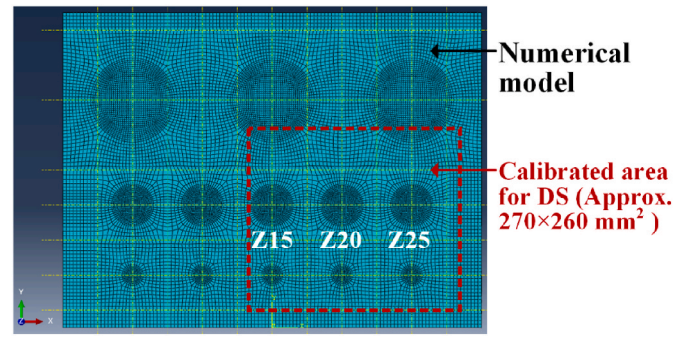 Numerical
model
Calibrated area
for DS (Approx.
270×260 mm²)
Z15 Z20 Z25
Y
Z X